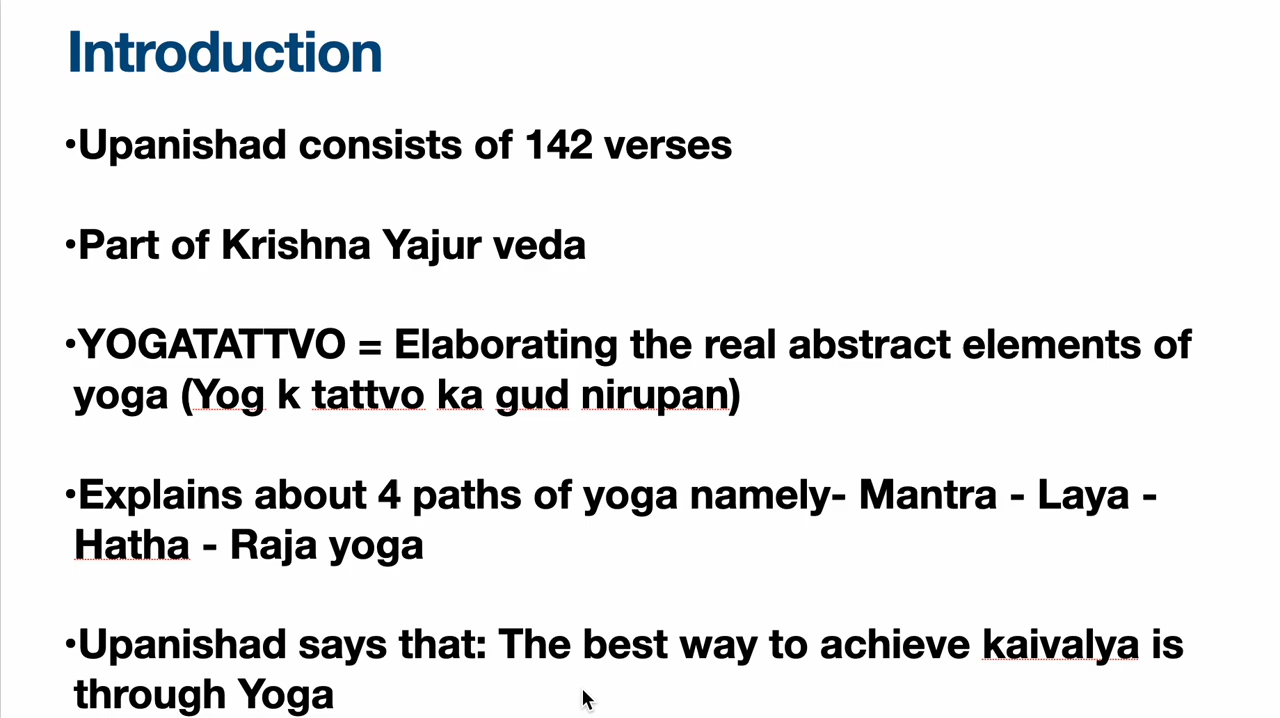 Introduction
•Upanishad consists of 142 verses
•Part of Krishna Yajur veda
•YOGATATTVO = Elaborating the real abstract elements of
yoga (Yog k tattvo ka gud nirupan)
•Explains about 4 paths of yoga namely- Mantra - Laya -
Hatha - Raja yoga
•Upanishad says that: The best way to achieve kaivalya is
through Yoga